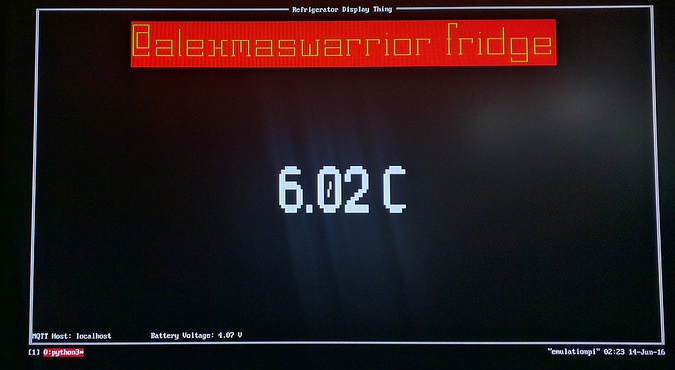 Refrigerator Display Thing
@alexmaswarrior fridge
6.02 C
MQTT Host: localhost Battery Voltage: 4.07 V
[1] 0:python3* "emulationpi" 02:23 14-Jun-16